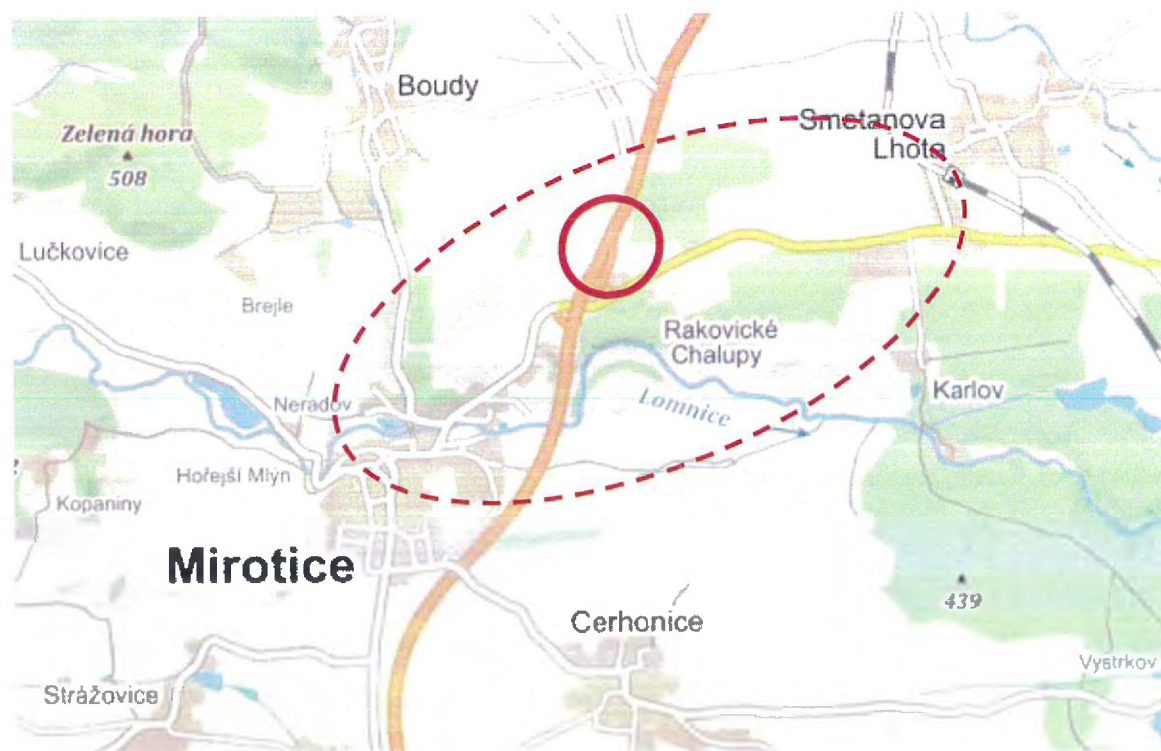 Boudy
Smetanova
Lhota
Zelená hora
508
Lučkovice
Brejle
Rakovické
Chalupy
Karlov
Neradov
Lomnice
Hořejší Mlýn
Kopaniny
Mirotice
439
Cerhonice
Vystrkov
Strážovice